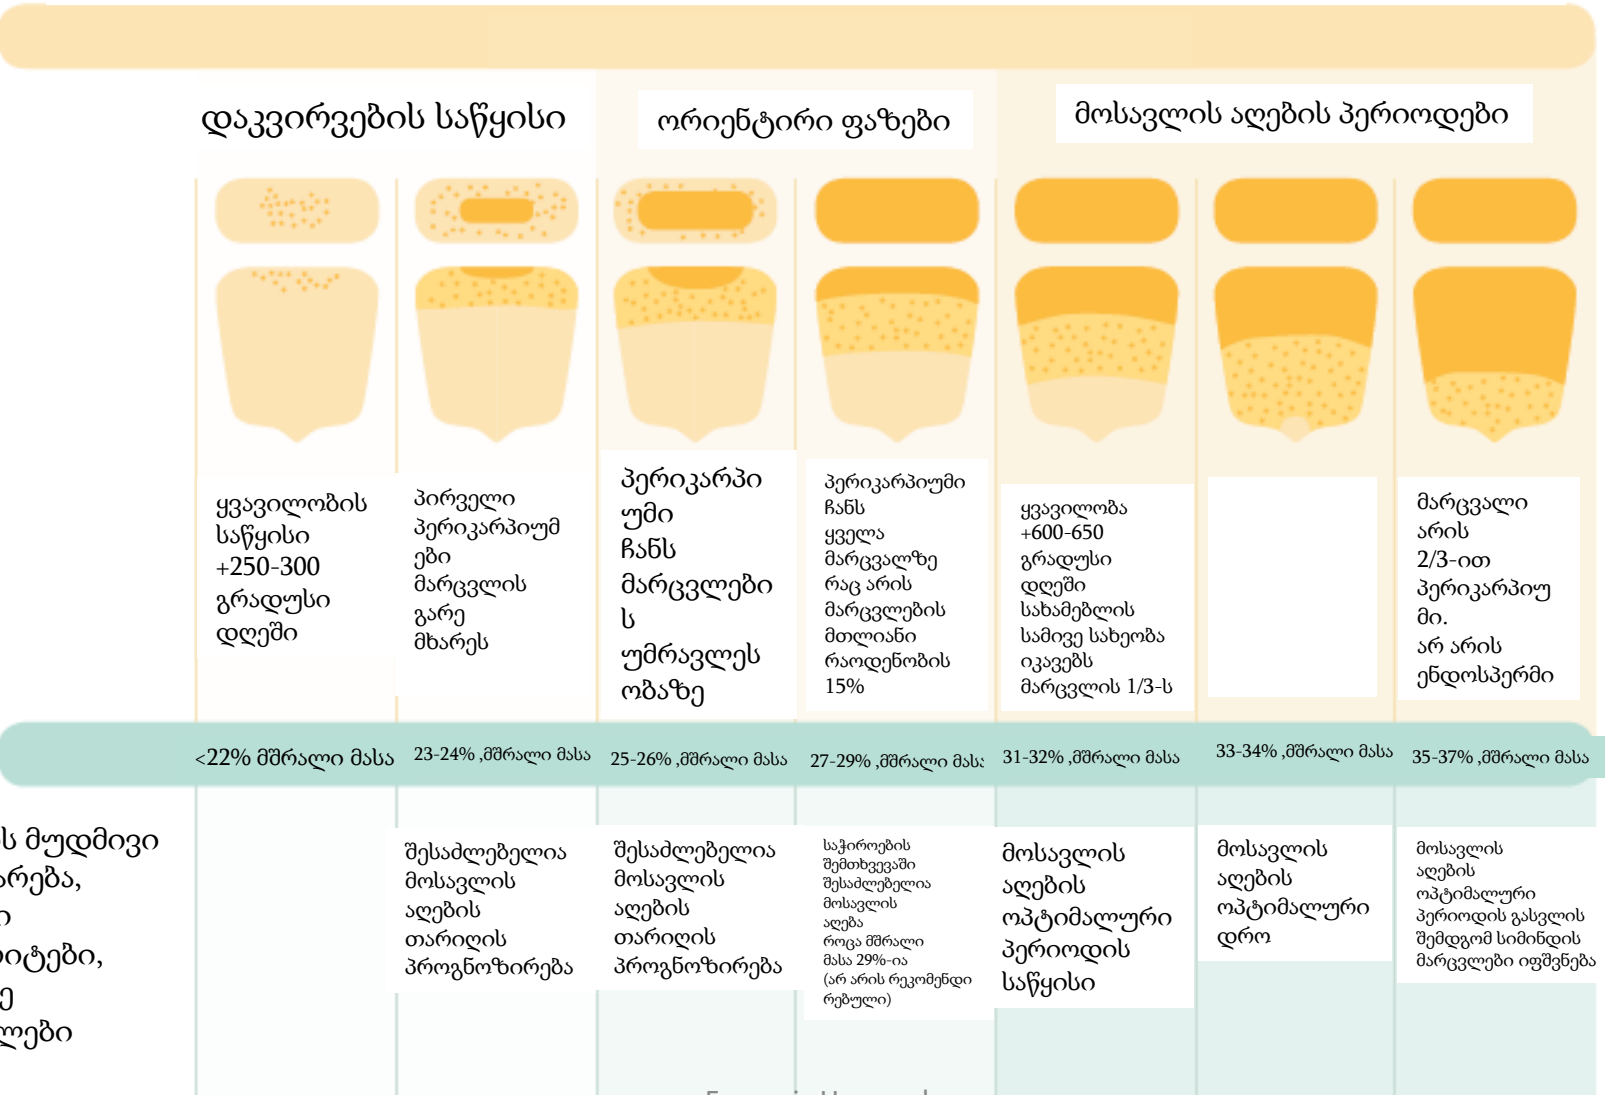 დაკვირვების საწყისი
ორიენტირი ფაზები
მოსავლის აღების პერიოდები
ყვავილობის
საწყისი
+250-300
გრადუსი
დღეში
პირველი
პერიკარპიუმ
ები
მარცვლის
გარე
მხარეს
პერიკარპი
უმი
ჩანს
მარცვლები
ს
უმრავლეს
ობაზე
პერიკარპიუმი
ჩანს
ყველა
მარცვალზე
რაც არის
მარცვლების
მთლიანი
რაოდენობის
15%
ყვავილობა
+600-650
გრადუსი
დღეში
სახამებლის
სამივე სახეობა
იკავებს
მარცვლის 1/3-ს
მარცვალი
არის
2/3-ით
პერიკარპიუ
მი.
არ არის
ენდოსპერმი
<22% მშრალი მასა
23-24% ,მშრალი მასა
25-26% ,მშრალი მასა
27-29% ,მშრალი მასა
31-32% ,მშრალი მასა
33-34% ,მშრალი მასა
35-37% ,მშრალი მასა
მუდმივი
შესაძლებელია
მოსავლის
აღების
თარიღის
პროგნოზირება
შესაძლებელია
მოსავლის
აღების
თარიღის
პროგნოზირება
საჭიროების
შემთხვევაში
შესაძლებელია
მოსავლის
აღება
როცა მშრალი
მასა 29%-ია
(არ არის რეკომენდი
რებული)
მოსავლის
აღების
ოპტიმალური
პერიოდის
საწყისი
მოსავლის
აღების
ოპტიმალური
დრო
მოსავლის
აღების
ოპტიმალური
პერიოდის გასვლის
შემდგომ სიმინდის
მარცვლები იფშვნება